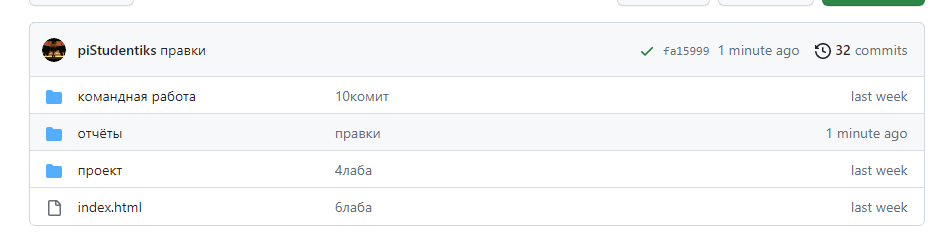 piStudentiks правки fa15999 1 minute ago 32 commits
командная работа 10комит last week
отчёты правки 1 minute ago
проект 4лаба last week
index.html 6лаба last week